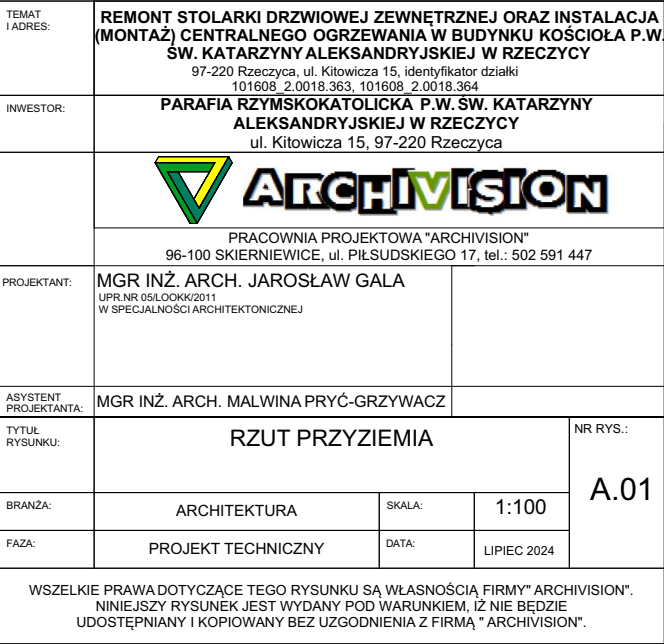 TEMAT
I ADRES:
REMONT STOLARKI DRZWIOWEJ ZEWNĘTRZNEJ ORAZ INSTALACJA
(MONTAŻ) CENTRALNEGO OGRZEWANIA W BUDYNKU KOŚCIOŁA P.W.
ŚW. KATARZYNY ALEKSANDRYJSKIEJ W RZECZYCY
97-220 Rzeczyca, ul. Kitowicza 15, identyfikator działki
101608_2.0018.363, 101608_2.0018.364
INWESTOR:
PARAFIA RZYMSKOKATOLICKA P.W. ŚW. KATARZYNY
ALEKSANDRYJSKIEJ W RZECZYCY
ul. Kitowicza 15, 97-220 Rzeczyca
ARCHIVISION
PRACOWNIA PROJEKTOWA "ARCHIVISION"
96-100 SKIERNIEWICE, ul. PIŁSUDSKIEGO 17, tel.: 502 591 447
PROJEKTANT:
MGR INŻ. ARCH. JAROSŁAW GALA
UPR.NR 05/LOOKK/2011
W SPECJALNOŚCI ARCHITEKTONICZNEJ
ASYSTENT
PROJEKTANTA:
MGR INŻ. ARCH. MALWINA PRYĆ-GRZYWACZ
TYTUŁ
RYSUNKU:
RZUT PRZYZIEMIA
NR RYS.:
A.01
BRANŻA:
ARCHITEKTURA
SKALA:
1:100
FAZA:
PROJEKT TECHNICZNY
DATA:
LIPIEC 2024
WSZELKIE PRAWA DOTYCZĄCE TEGO RYSUNKU SĄ WŁASNOŚCIĄ FIRMY" ARCHIVISION".
NINIEJSZY RYSUNEK JEST WYDANY POD WARUNKIEM, IŻ NIE BĘDZIE
UDOSTĘPNIANY I KOPIOWANY BEZ UZGODNIENIA Z FIRMĄ " ARCHIVISION".